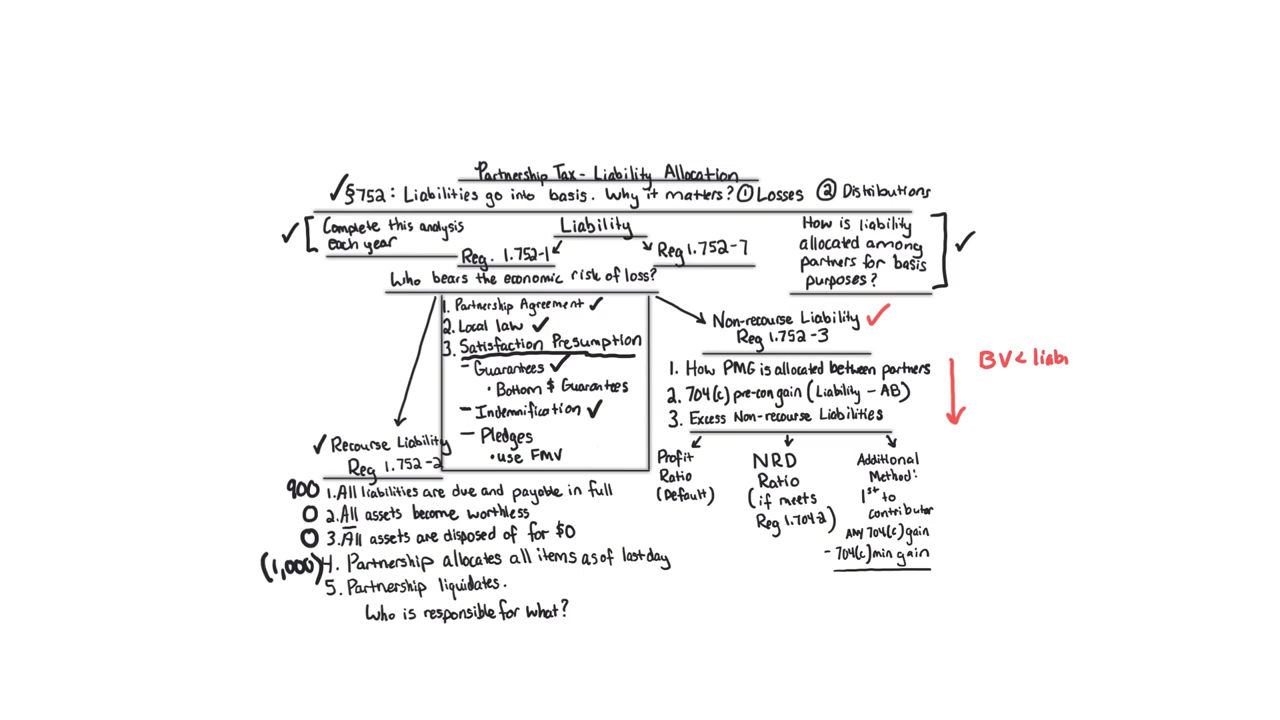 Partnership Tax - Liability Allocation
§752: Liabilities go into basis. Why it matters? ① Losses ② Distributions
Complete this analysis
each year
Liability
Reg. 1.752-1
Reg 1.752-7
How is liability
allocated among
partners for basis
purposes?
Who bears the economic risk of loss?
1. Partnership Agreement
2. Local law
3. Satisfaction Presumption
- Guarantees
• Bottom $ Guarantees
- Indemnification
- Pledges
• use FMV
Non-recourse Liability
Reg 1.752-3
1. How PMG is allocated between partners
2. 704(c) pre-con gain (Liability - AB)
3. Excess Non-recourse Liabilities
BV < liabi
Profit
Ratio
(Default)
NRD
Ratio
(if meets
Reg 1.704-2)
Additional
Method:
1st to
contributor
Any 704(c) gain
- 704(c) min gain
Recourse Liability
Reg 1.752-2
900 1. All liabilities are due and payable in full
0 2. All assets become worthless
0 3. All assets are disposed of for $0
(1,000) 4. Partnership allocates all items as of last day
5. Partnership liquidates.
Who is responsible for what?